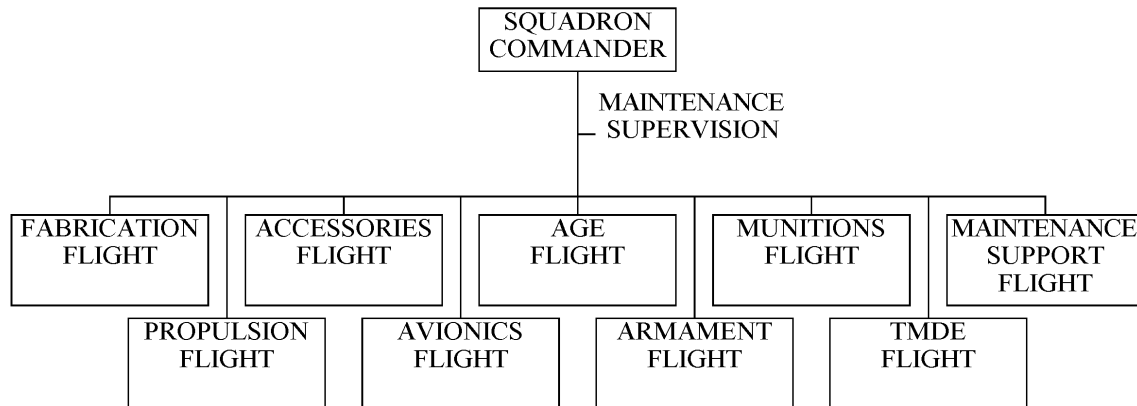 SQUADRON
COMMANDER
MAINTENANCE
SUPERVISION
FABRICATION
FLIGHT
ACCESSORIES
FLIGHT
AGE
FLIGHT
MUNITIONS
FLIGHT
MAINTENANCE
SUPPORT
FLIGHT
PROPULSION
FLIGHT
AVIONICS
FLIGHT
ARMAMENT
FLIGHT
TMDE
FLIGHT